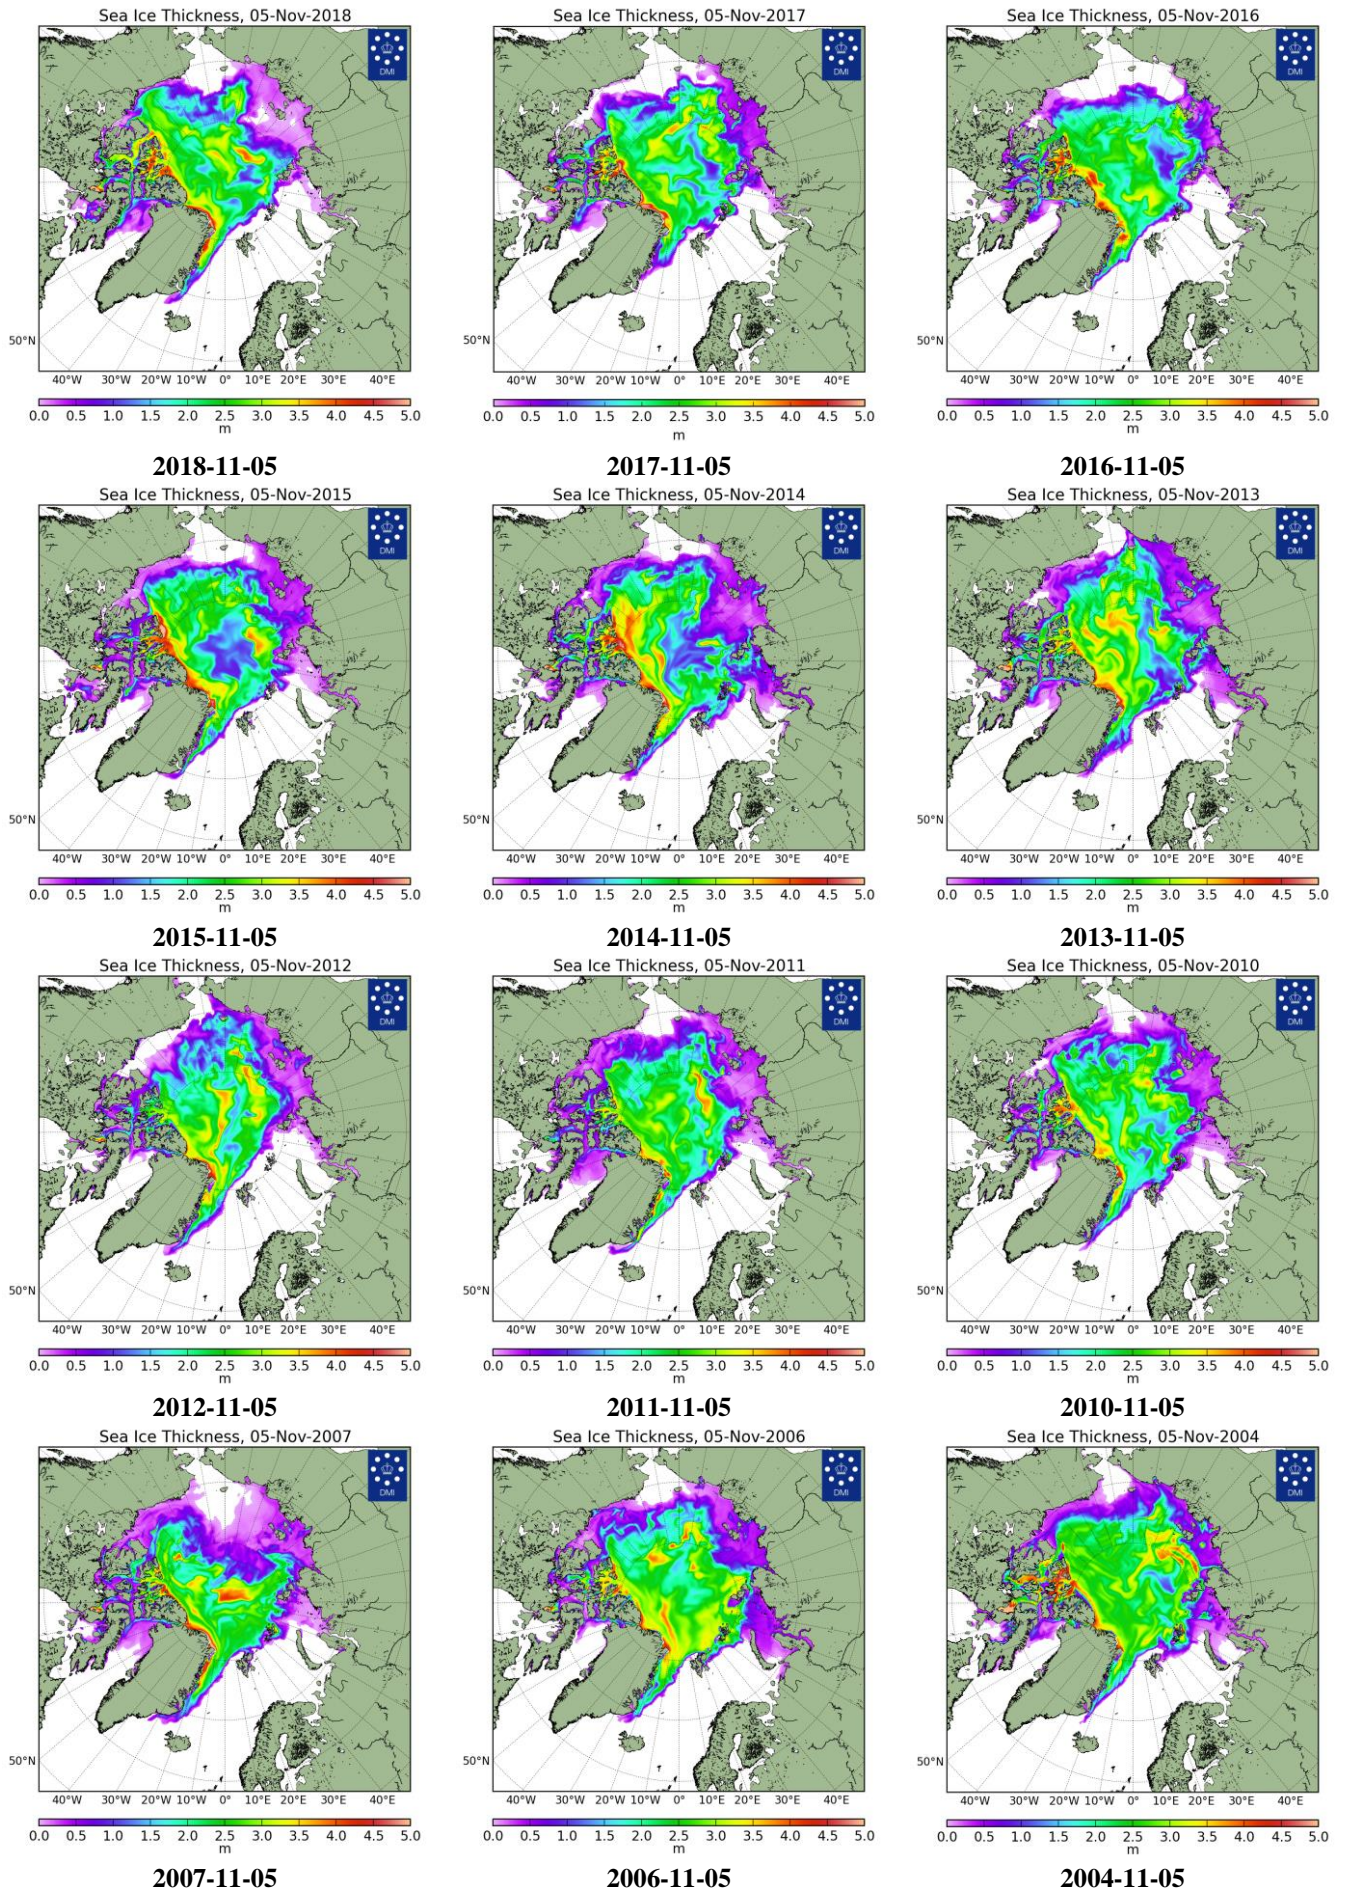 Sea Ice Thickness, 05-Nov-2018
DMI
50°N
40°W 30°W 20°W 10°W 0° 10°E 20°E 30°E 40°E
0.0 0.5 1.0 1.5 2.0 2.5 3.0 3.5 4.0 4.5 5.0
m
2018-11-05
Sea Ice Thickness, 05-Nov-2017
DMI
50°N
40°W 30°W 20°W 10°W 0° 10°E 20°E 30°E 40°E
0.0 0.5 1.0 1.5 2.0 2.5 3.0 3.5 4.0 4.5 5.0
m
2017-11-05
Sea Ice Thickness, 05-Nov-2016
DMI
50°N
40°W 30°W 20°W 10°W 0° 10°E 20°E 30°E 40°E
0.0 0.5 1.0 1.5 2.0 2.5 3.0 3.5 4.0 4.5 5.0
m
2016-11-05
Sea Ice Thickness, 05-Nov-2015
DMI
50°N
40°W 30°W 20°W 10°W 0° 10°E 20°E 30°E 40°E
0.0 0.5 1.0 1.5 2.0 2.5 3.0 3.5 4.0 4.5 5.0
m
2015-11-05
Sea Ice Thickness, 05-Nov-2014
DMI
50°N
40°W 30°W 20°W 10°W 0° 10°E 20°E 30°E 40°E
0.0 0.5 1.0 1.5 2.0 2.5 3.0 3.5 4.0 4.5 5.0
m
2014-11-05
Sea Ice Thickness, 05-Nov-2013
DMI
50°N
40°W 30°W 20°W 10°W 0° 10°E 20°E 30°E 40°E
0.0 0.5 1.0 1.5 2.0 2.5 3.0 3.5 4.0 4.5 5.0
m
2013-11-05
Sea Ice Thickness, 05-Nov-2012
DMI
50°N
40°W 30°W 20°W 10°W 0° 10°E 20°E 30°E 40°E
0.0 0.5 1.0 1.5 2.0 2.5 3.0 3.5 4.0 4.5 5.0
m
2012-11-05
Sea Ice Thickness, 05-Nov-2011
DMI
50°N
40°W 30°W 20°W 10°W 0° 10°E 20°E 30°E 40°E
0.0 0.5 1.0 1.5 2.0 2.5 3.0 3.5 4.0 4.5 5.0
m
2011-11-05
Sea Ice Thickness, 05-Nov-2010
DMI
50°N
40°W 30°W 20°W 10°W 0° 10°E 20°E 30°E 40°E
0.0 0.5 1.0 1.5 2.0 2.5 3.0 3.5 4.0 4.5 5.0
m
2010-11-05
Sea Ice Thickness, 05-Nov-2007
DMI
50°N
40°W 30°W 20°W 10°W 0° 10°E 20°E 30°E 40°E
0.0 0.5 1.0 1.5 2.0 2.5 3.0 3.5 4.0 4.5 5.0
m
2007-11-05
Sea Ice Thickness, 05-Nov-2006
DMI
50°N
40°W 30°W 20°W 10°W 0° 10°E 20°E 30°E 40°E
0.0 0.5 1.0 1.5 2.0 2.5 3.0 3.5 4.0 4.5 5.0
m
2006-11-05
Sea Ice Thickness, 05-Nov-2004
DMI
50°N
40°W 30°W 20°W 10°W 0° 10°E 20°E 30°E 40°E
0.0 0.5 1.0 1.5 2.0 2.5 3.0 3.5 4.0 4.5 5.0
m
2004-11-05